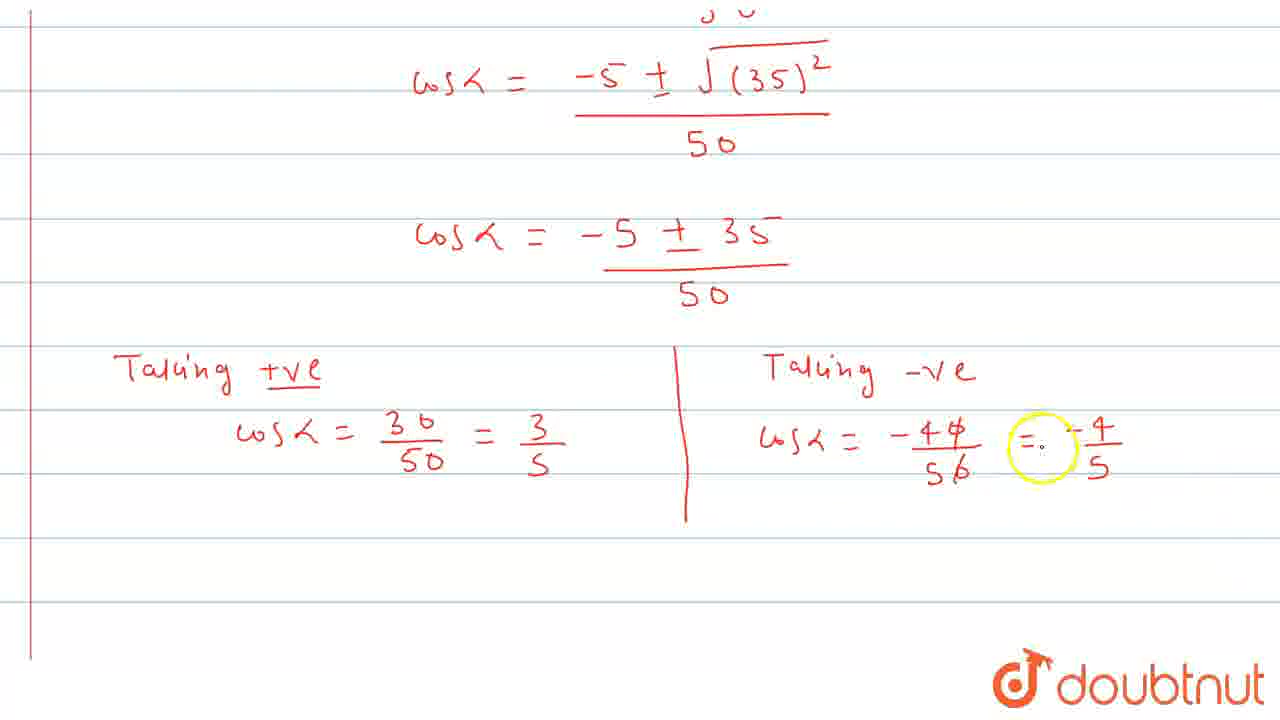 cos α = -5 ± √(35)²
50
cos α = -5 ± 35
50
Taking +ve
cos α = 30/50 = 3/5
Taking -ve
cos α = -40/50 = -4/5
doubtnut